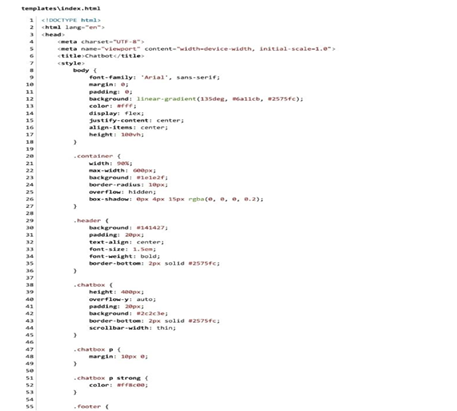 templates\index.html
1 <!DOCTYPE html>
2 <html lang="en">
3 <head>
4 <meta charset="UTF-8">
5 <meta name="viewport" content="width=device-width, initial-scale=1.0">
6 <title>Chatbot</title>
7 <style>
8 body {
9 font-family: 'Arial', sans-serif;
10 margin: 0;
11 padding: 0;
12 background: linear-gradient(135deg, #6a11cb, #2575fc);
13 color: #fff;
14 display: flex;
15 justify-content: center;
16 align-items: center;
17 height: 100vh;
18 }
19
20 .container {
21 width: 90%;
22 max-width: 600px;
23 background: #1e1e2f;
24 border-radius: 10px;
25 overflow: hidden;
26 box-shadow: 0px 4px 15px rgba(0, 0, 0, 0.2);
27 }
28
29 .header {
30 background: #141427;
31 padding: 20px;
32 text-align: center;
33 font-size: 1.5em;
34 font-weight: bold;
35 border-bottom: 2px solid #2575fc;
36 }
37
38 .chatbox {
39 height: 400px;
40 overflow-y: auto;
41 padding: 20px;
42 background: #2c2c3e;
43 border-bottom: 2px solid #2575fc;
44 scrollbar-width: thin;
45 }
46
47 .chatbox p {
48 margin: 10px 0;
49 }
50
51 .chatbox p strong {
52 color: #ff8c00;
53 }
54
55 .footer {